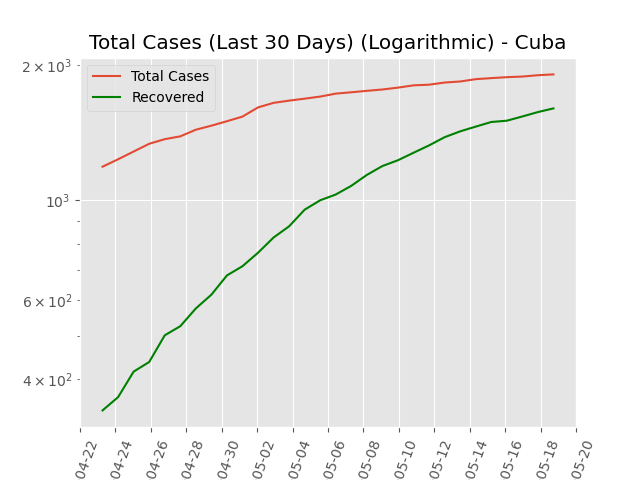 Total Cases (Last 30 Days) (Logarithmic) - Cuba
2 × 10³
Total Cases
Recovered
10³
6 × 10²
4 × 10²
04-22 04-24 04-26 04-28 04-30 05-02 05-04 05-06 05-08 05-10 05-12 05-14 05-16 05-18 05-20